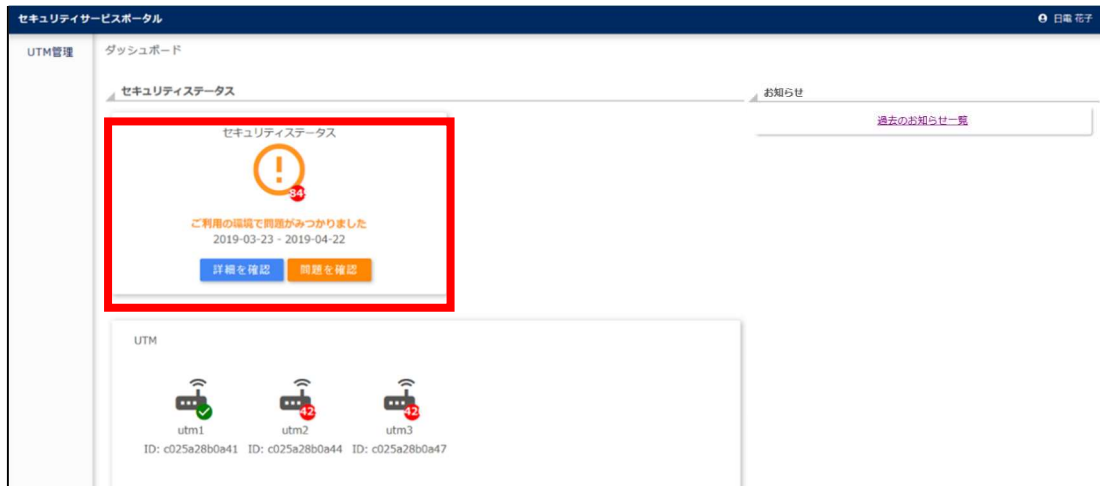 セキュリティサービスポータル
日電 花子
UTM管理
ダッシュボード
セキュリティステータス
お知らせ
過去のお知らせ一覧
セキュリティステータス
84
ご利用の環境で問題がみつかりました
2019-03-23 - 2019-04-22
詳細を確認 問題を確認
UTM
42 42
utm1 utm2 utm3
ID: c025a28b0a41 ID: c025a28b0a44 ID: c025a28b0a47